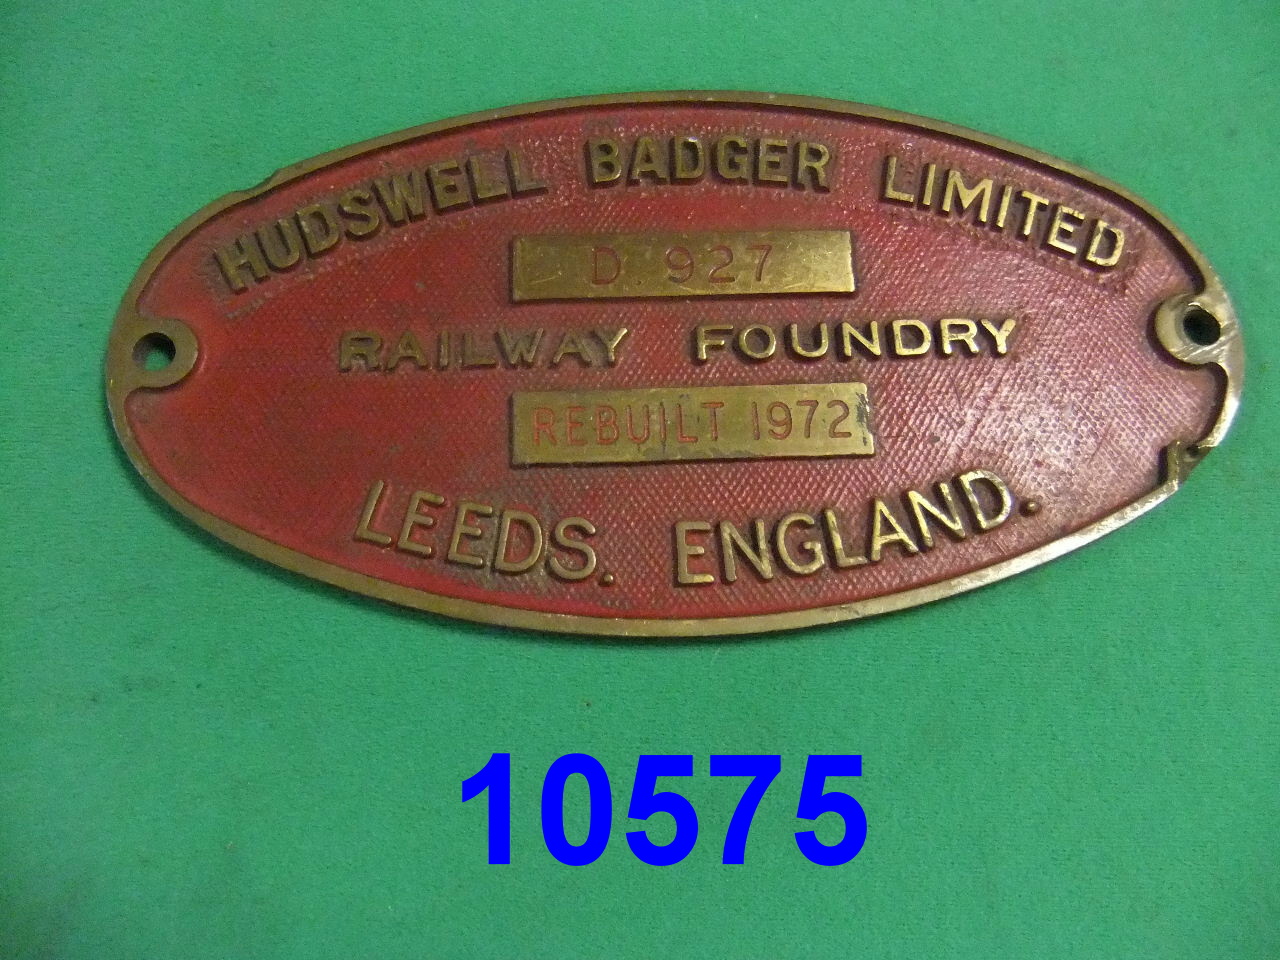 HUDSWELL BADGER LIMITED
D. 927
RAILWAY FOUNDRY
REBUILT 1972
LEEDS. ENGLAND.
10575